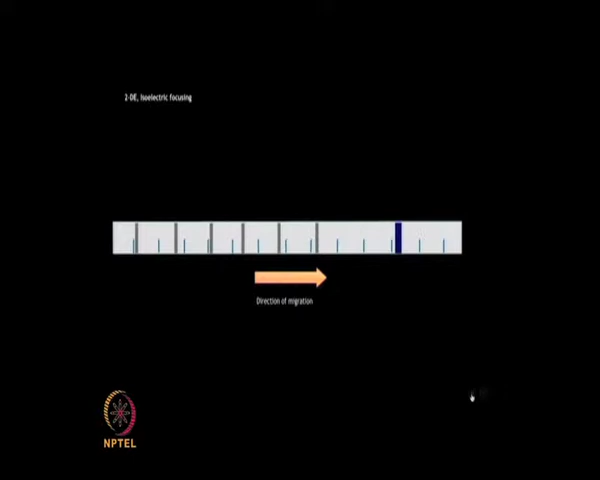 2-DE, Isoelectric focusing
Direction of migration
NPTEL